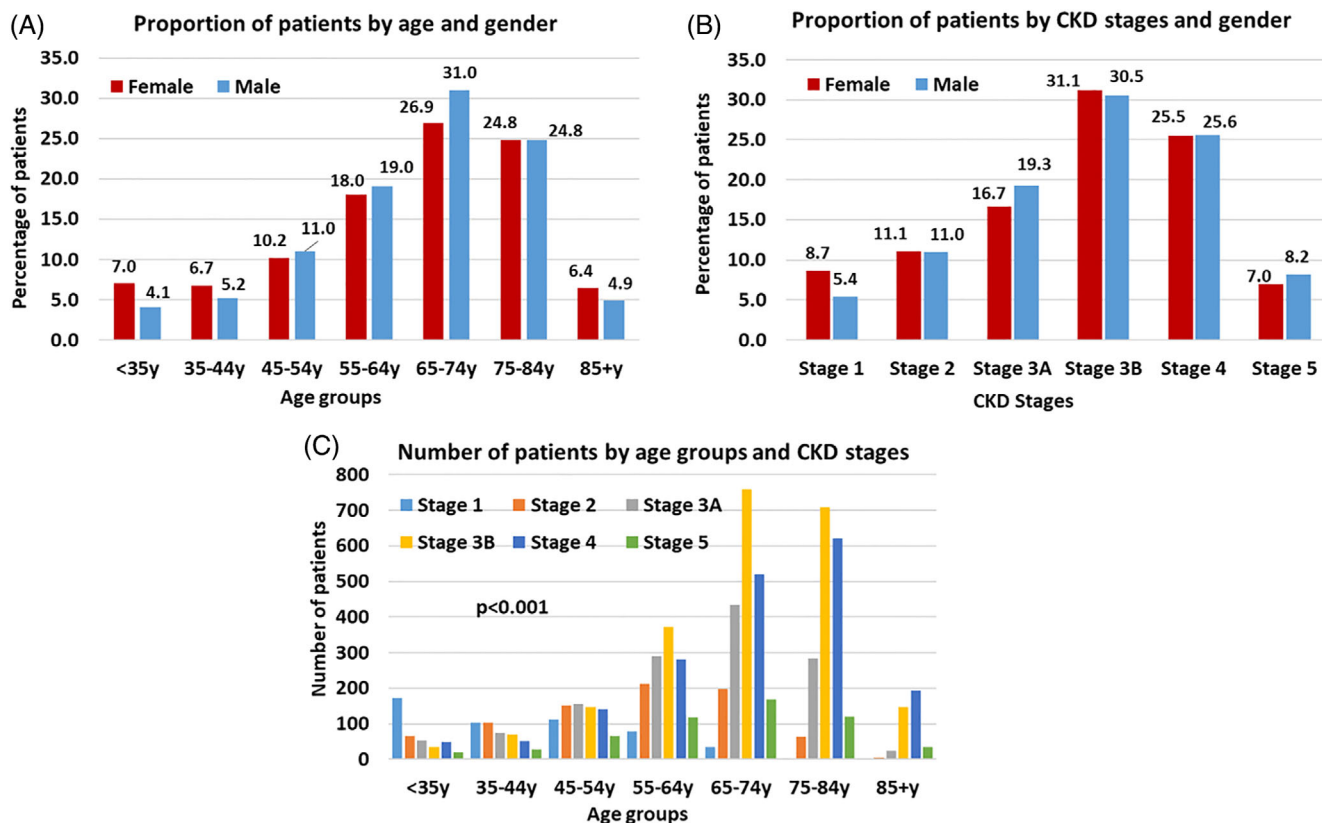 (A)
Proportion of patients by age and gender
35.0
30.0
25.0
20.0
15.0
10.0
5.0
0.0
Percentage of patients
Female Male
7.0 4.1 6.7 5.2 10.2 11.0 18.0 19.0 26.9 31.0 24.8 24.8 6.4 4.9
<35y 35-44y 45-54y 55-64y 65-74y 75-84y 85+y
Age groups
(B)
Proportion of patients by CKD stages and gender
35.0
30.0
25.0
20.0
15.0
10.0
5.0
0.0
Percentage of patients
Female Male
8.7 5.4 11.1 11.0 16.7 19.3 31.1 30.5 25.5 25.6 7.0 8.2
Stage 1 Stage 2 Stage 3A Stage 3B Stage 4 Stage 5
CKD Stages
(C)
Number of patients by age groups and CKD stages
800
700
600
500
400
300
200
100
0
Number of patients
Stage 1 Stage 2 Stage 3A
Stage 3B Stage 4 Stage 5
p<0.001
<35y 35-44y 45-54y 55-64y 65-74y 75-84y 85+y
Age groups